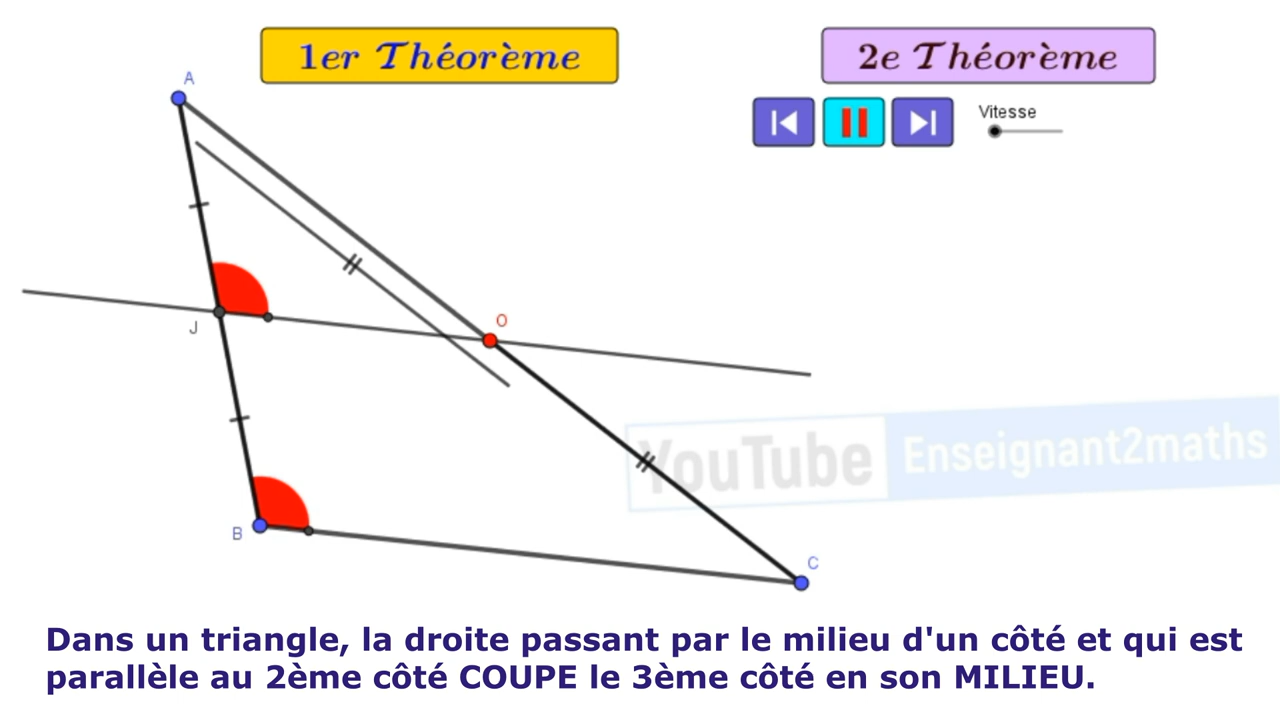 1er Théorème
2e Théorème
A
Vitesse
J
O
YouTube
Enseignant2maths
B
C
Dans un triangle, la droite passant par le milieu d'un côté et qui est
parallèle au 2ème côté COUPE le 3ème côté en son MILIEU.